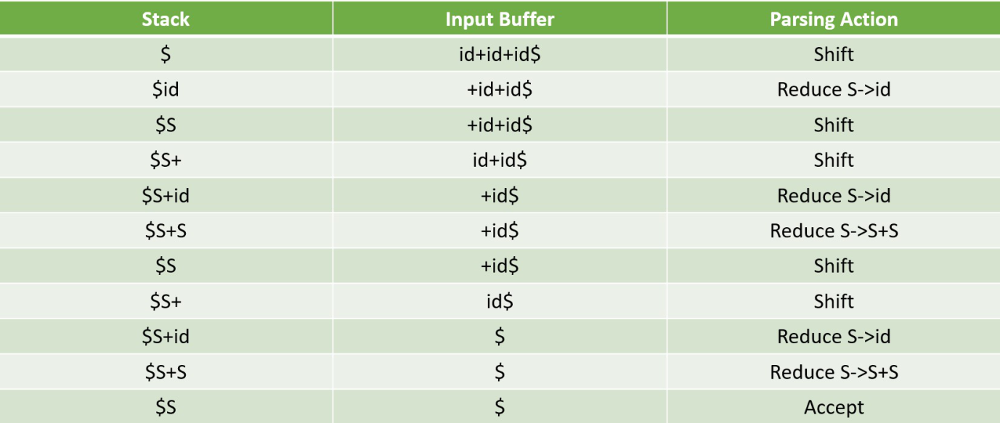 Stack Input Buffer Parsing Action
$ id+id+id$ Shift
$id +id+id$ Reduce S->id
$S +id+id$ Shift
$S+ id+id$ Shift
$S+id +id$ Reduce S->id
$S+S +id$ Reduce S->S+S
$S +id$ Shift
$S+ id$ Shift
$S+id $ Reduce S->id
$S+S $ Reduce S->S+S
$S $ Accept